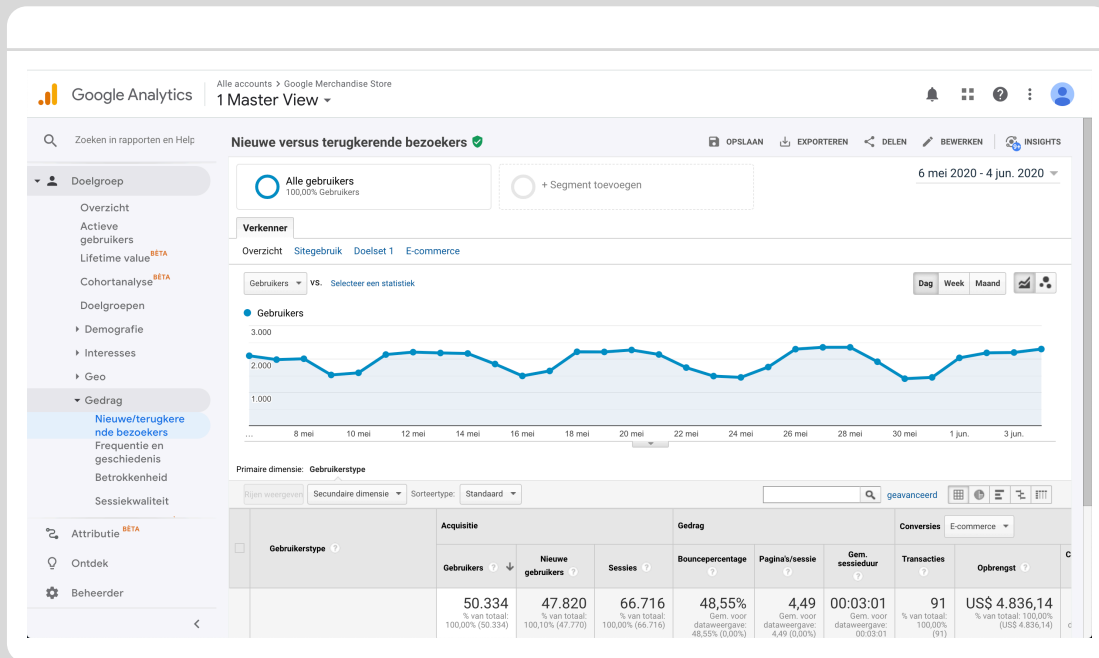 Google Analytics
Alle accounts > Google Merchandise Store
1 Master View
Zoeken in rapporten en Help
Doelgroep
Overzicht
Actieve
gebruikers
Lifetime value BÈTA
Cohortanalyse BÈTA
Doelgroepen
Demografie
Interesses
Geo
Gedrag
Nieuwe/terugkere
nde bezoekers
Frequentie en
geschiedenis
Betrokkenheid
Sessiekwaliteit
Attributie BÈTA
Ontdek
Beheerder
Nieuwe versus terugkerende bezoekers
OPSLAAN EXPORTEREN DELEN BEWERKEN INSIGHTS
Alle gebruikers
100,00% Gebruikers
+ Segment toevoegen
6 mei 2020 - 4 jun. 2020
Verkenner
Overzicht Sitegebruik Doelset 1 E-commerce
Gebruikers VS. Selecteer een statistiek
Dag Week Maand
Gebruikers
3.000
2.000
1.000
... 8 mei 10 mei 12 mei 14 mei 16 mei 18 mei 20 mei 22 mei 24 mei 26 mei 28 mei 30 mei 1 jun. 3 jun.
Primaire dimensie: Gebruikerstype
Rijen weergeven Secundaire dimensie Sorteertype: Standaard
geavanceerd
Acquisitie Gedrag Conversies E-commerce
Gebruikerstype
Gebruikers Nieuwe gebruikers Sessies Bouncepercentage Pagina's/sessie Gem. sessieduur Transacties Opbrengst C
50.334 47.820 66.716 48,55% 4,49 00:03:01 91 US$ 4.836,14
% van totaal: 100,00% (50.334)
% van totaal: 100,10% (47.770)
% van totaal: 100,00% (66.716)
Gem. voor dataweergave: 48,55% (0,00%)
Gem. voor dataweergave: 4,49 (0,00%)
Gem. voor dataweergave: 00:03:01
% van totaal: 100,00% (91)
% van totaal: 100,00% (US$ 4.836,14)